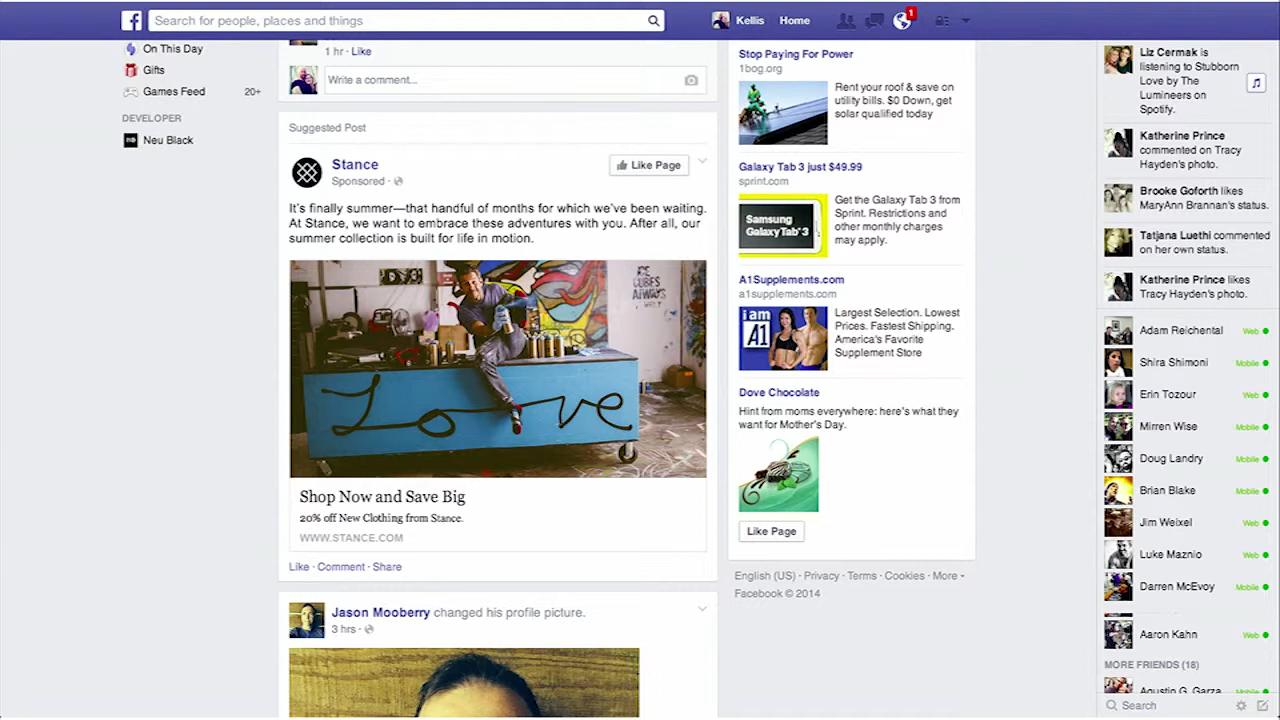 Search for people, places and things
Kellis
Home
1
On This Day
Gifts
Games Feed
20+
DEVELOPER
Neu Black
1 hr · Like
Write a comment...
Suggested Post
Stance
Sponsored ·
Like Page
It's finally summer—that handful of months for which we've been waiting.
At Stance, we want to embrace these adventures with you. After all, our
summer collection is built for life in motion.
ICE
CUBES
ALWAYS
Love
Shop Now and Save Big
20% off New Clothing from Stance.
WWW.STANCE.COM
Like · Comment · Share
Jason Mooberry changed his profile picture.
3 hrs ·
Stop Paying For Power
1bog.org
Rent your roof & save on
utility bills. $0 Down, get
solar qualified today
Galaxy Tab 3 just $49.99
sprint.com
Samsung
Galaxy Tab 3
Get the Galaxy Tab 3 from
Sprint. Restrictions and
other monthly charges
may apply.
A1Supplements.com
a1supplements.com
i am
A1
Largest Selection. Lowest
Prices. Fastest Shipping.
America's Favorite
Supplement Store
Dove Chocolate
Hint from moms everywhere: here's what they
want for Mother's Day.
Like Page
English (US) · Privacy · Terms · Cookies · More
Facebook © 2014
Liz Cermak is
listening to Stubborn
Love by The
Lumineers on
Spotify.
Katherine Prince
commented on Tracy
Hayden's photo.
Brooke Goforth likes
MaryAnn Brannan's status.
Tatjana Luethi commented
on her own status.
Katherine Prince likes
Tracy Hayden's photo.
Adam Reichental Web
Shira Shimoni Mobile
Erin Tozour Web
Mirren Wise Mobile
Doug Landry Mobile
Brian Blake Mobile
Jim Weiks Web
Luke Maznio Web
Darren McEvoy Mobile
Aaron Kahn Web
MORE FRIENDS (18)
Agustin G. Garza Web
Search